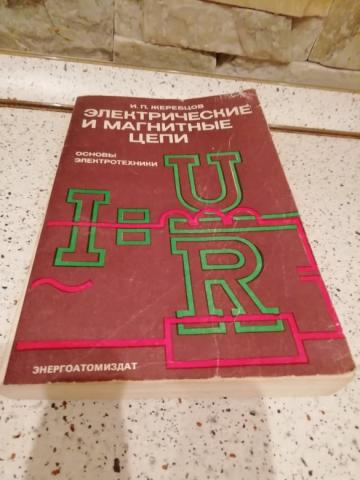 И. П. ЖЕРЕБЦОВ
ЭЛЕКТРИЧЕСКИЕ
И МАГНИТНЫЕ
ЦЕПИ
ОСНОВЫ
ЭЛЕКТРОТЕХНИКИ
U
I=
R
~
ЭНЕРГОАТОМИЗДАТ